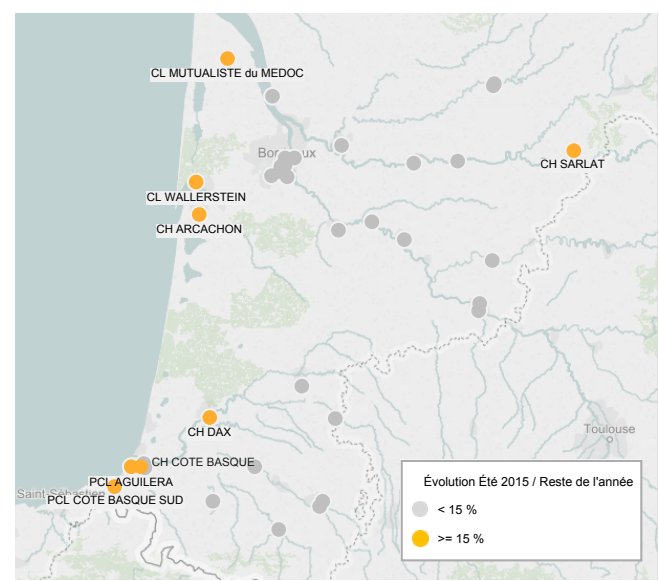 CL MUTUALISTE du MEDOC
CH SARLAT
CL WALLERSTEIN
CH ARCACHON
CH DAX
Toulouse
CH COTE BASQUE
PCL AGUILERA
Saint-Sébastien
PCL COTE BASQUE SUD
Évolution Été 2015 / Reste de l'année
< 15 %
>= 15 %